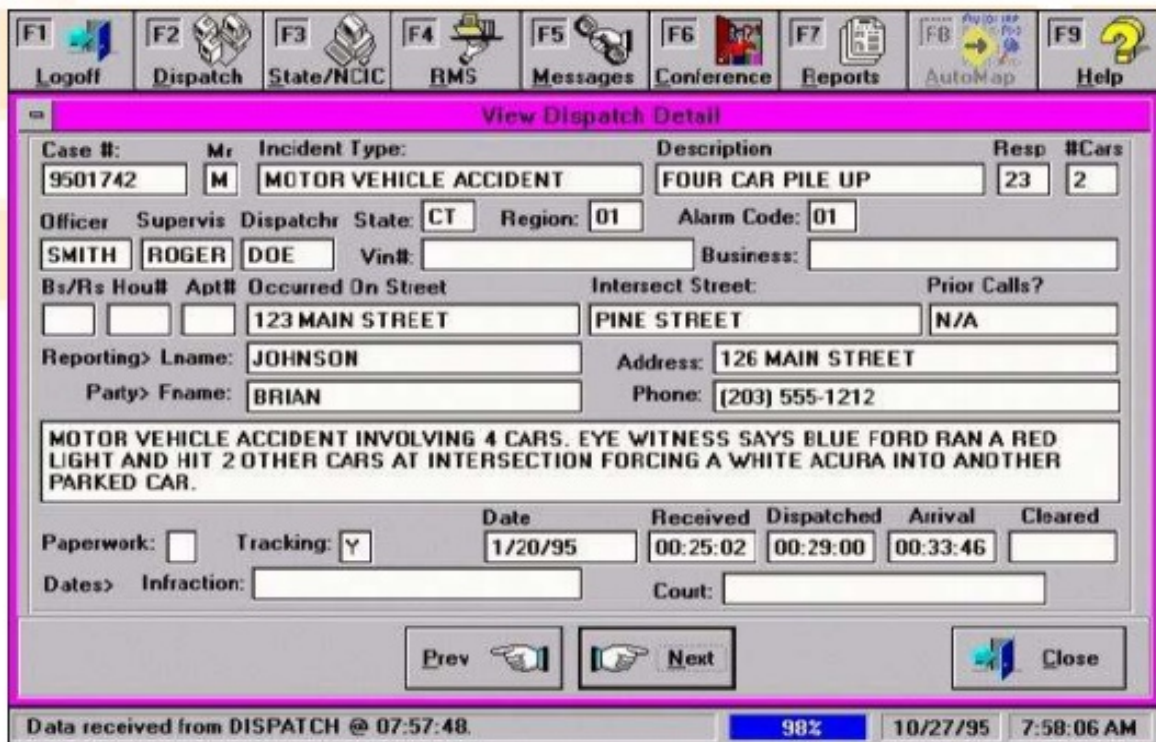 F1 F2 F3 F4 F5 F6 F7 F8 F9
Logoff Dispatch State/NCIC RMS Messages Conference Reports AutoMap Help
View Dispatch Detail
Case #: Mr Incident Type: Description Resp #Cars
9501742 M MOTOR VEHICLE ACCIDENT FOUR CAR PILE UP 23 2
Officer Supervis Dispatchr State: CT Region: 01 Alarm Code: 01
SMITH ROGER DOE Vin#: Business:
Bs/Rs Hou# Apt# Occurred On Street Intersect Street: Prior Calls?
123 MAIN STREET PINE STREET N/A
Reporting> Lname: JOHNSON Address: 126 MAIN STREET
Party> Fname: BRIAN Phone: (203) 555-1212
MOTOR VEHICLE ACCIDENT INVOLVING 4 CARS. EYE WITNESS SAYS BLUE FORD RAN A RED
LIGHT AND HIT 2 OTHER CARS AT INTERSECTION FORCING A WHITE ACURA INTO ANOTHER
PARKED CAR.
Date Received Dispatched Arrival Cleared
Paperwork: Tracking: Y 1/20/95 00:25:02 00:29:00 00:33:46
Dates> Infraction: Court:
Prev Next Close
Data received from DISPATCH @ 07:57:48. 98% 10/27/95 7:58:06 AM